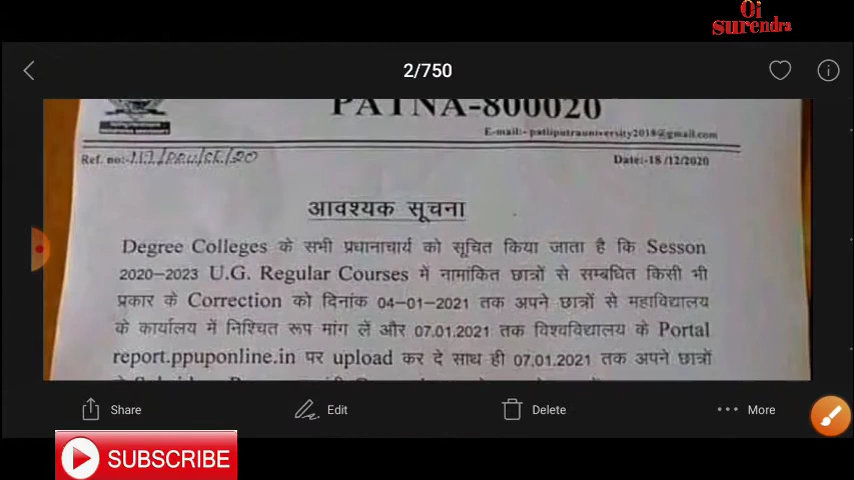 Oi
surendra
2/750
PATNA-800020
E-mail:- patliputrauniversity2018@gmail.com
Ref. no:-
Date:-18/12/2020
आवश्यक सूचना
Degree Colleges के सभी प्रधानाचार्य को सूचित किया जाता है कि Sesson
2020-2023 U.G. Regular Courses में नामांकित छात्रों से सम्बंधित किसी भी
प्रकार के Correction को दिनांक 04-01-2021 तक अपने छात्रों से महाविद्यालय
के कार्यालय में निश्चित रूप मांग लें और 07.01.2021 तक विश्वविद्यालय के Portal
report.ppuponline.in पर upload कर दे साथ ही 07.01.2021 तक अपने छात्रों
Share
Edit
Delete
More
SUBSCRIBE